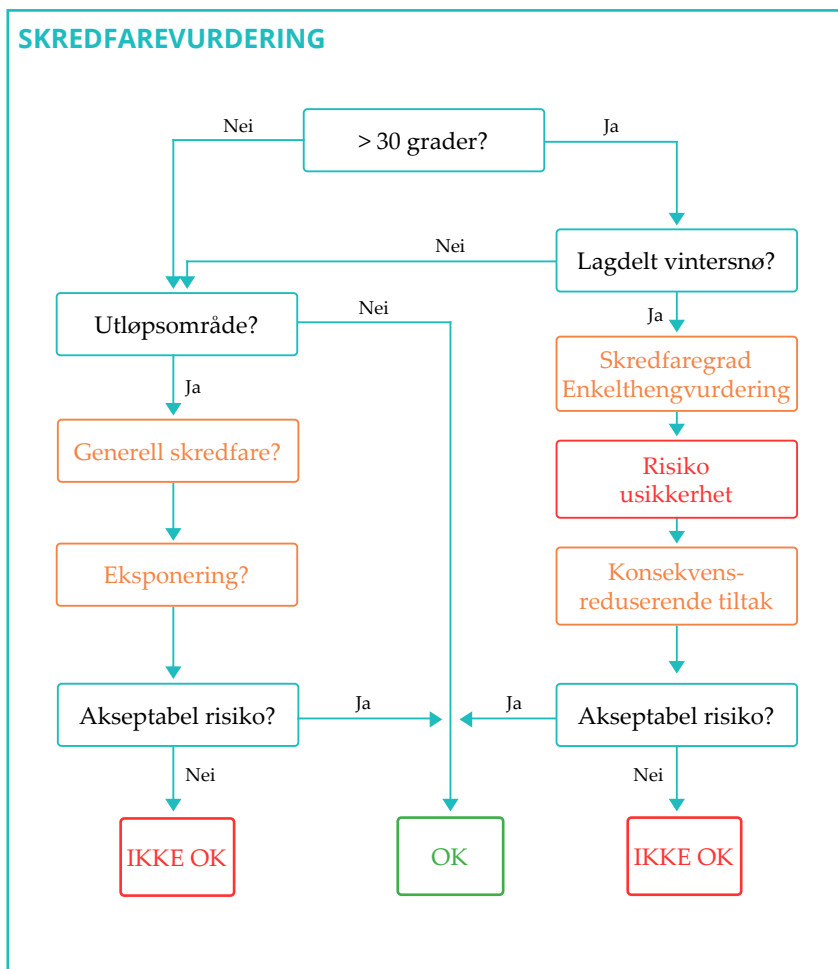 SKREDFAREVURDERING
Nei
> 30 grader?
Ja
Nei
Lagdelt vintersnø?
Utløpsområde?
Nei
Ja
Skredfaregrad
Enkelthengvurdering
Ja
Generell skredfare?
Risiko
usikkerhet
Eksponering?
Konsekvens-
reduserende tiltak
Akseptabel risiko?
Ja
Ja
Akseptabel risiko?
Nei
Nei
IKKE OK
OK
IKKE OK